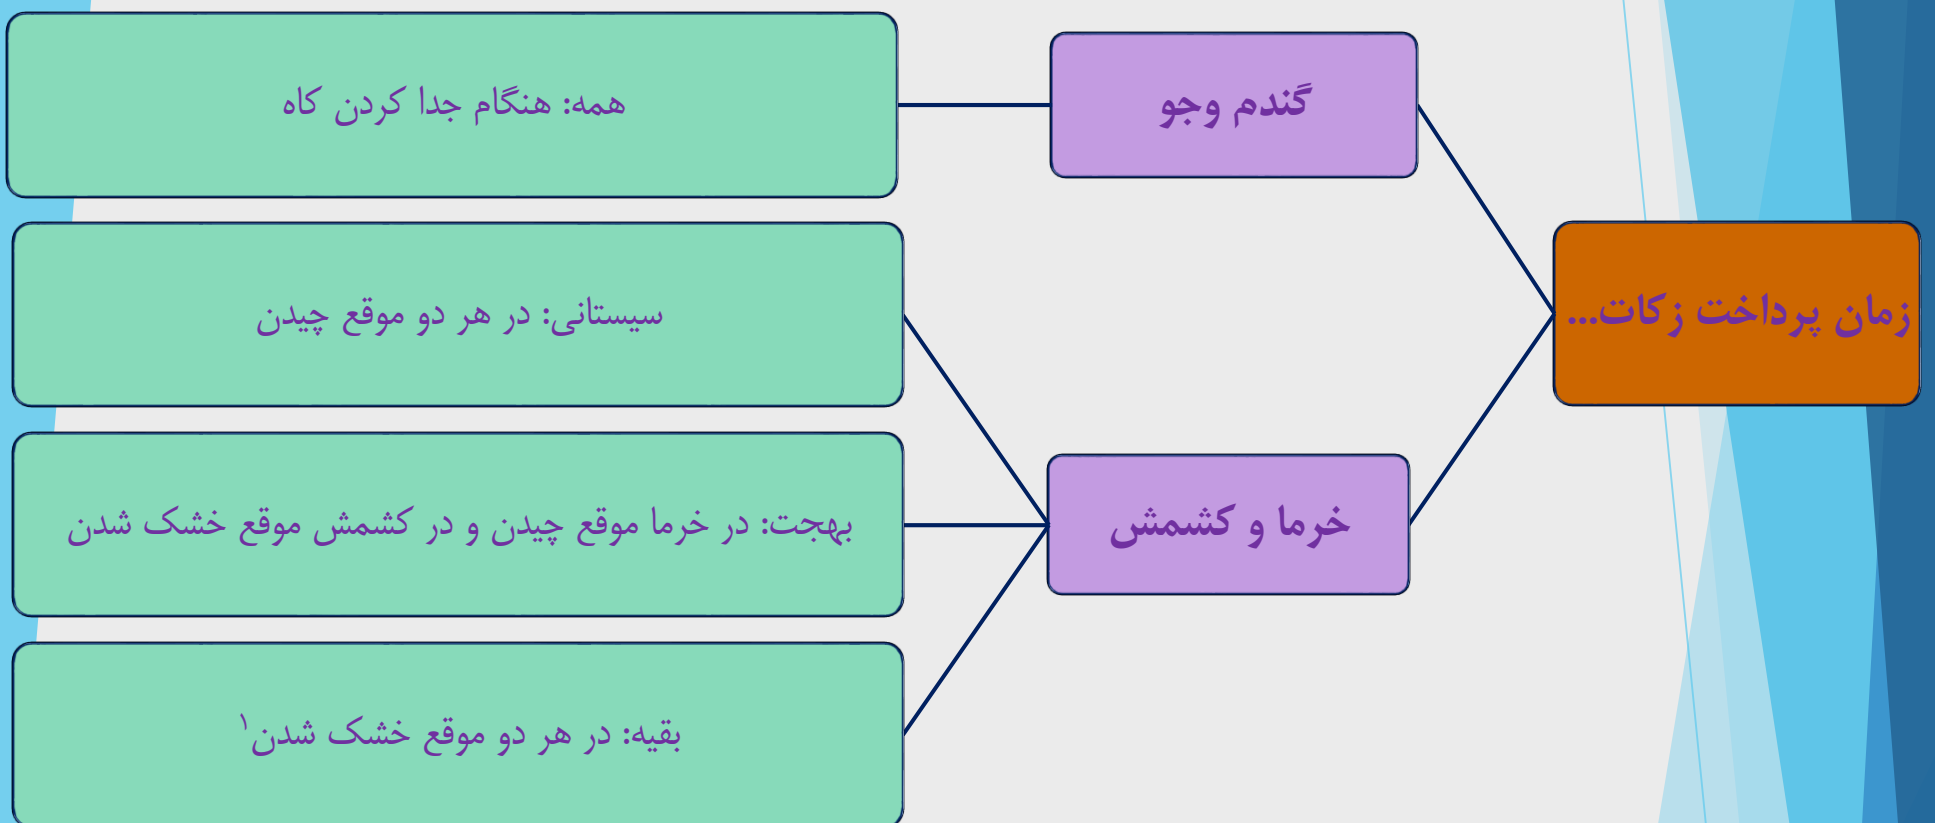 زمان پرداخت زکات...
گندم وجو
همه: هنگام جدا کردن کاه
خرما و کشمش
سیستانی: در هر دو موقع چیدن
بهجت: در خرما موقع چیدن و در کشمش موقع خشک شدن
بقیه: در هر دو موقع خشک شدن۱